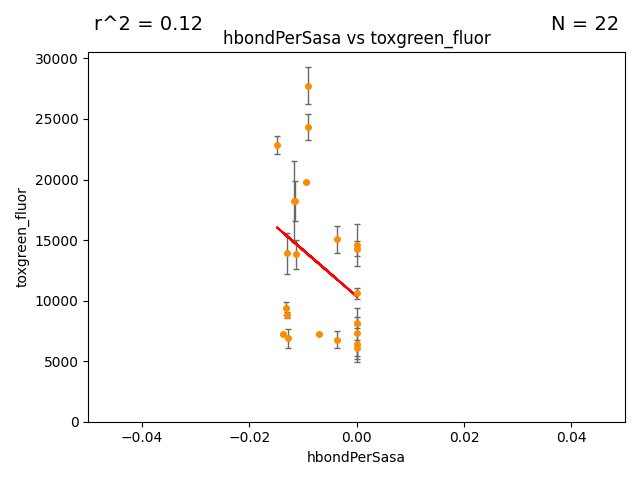 r^2 = 0.12
N = 22
hbondPerSasa vs toxgreen_fluor
30000
25000
20000
15000
10000
5000
0
toxgreen_fluor
−0.04
−0.02
0.00
0.02
0.04
hbondPerSasa